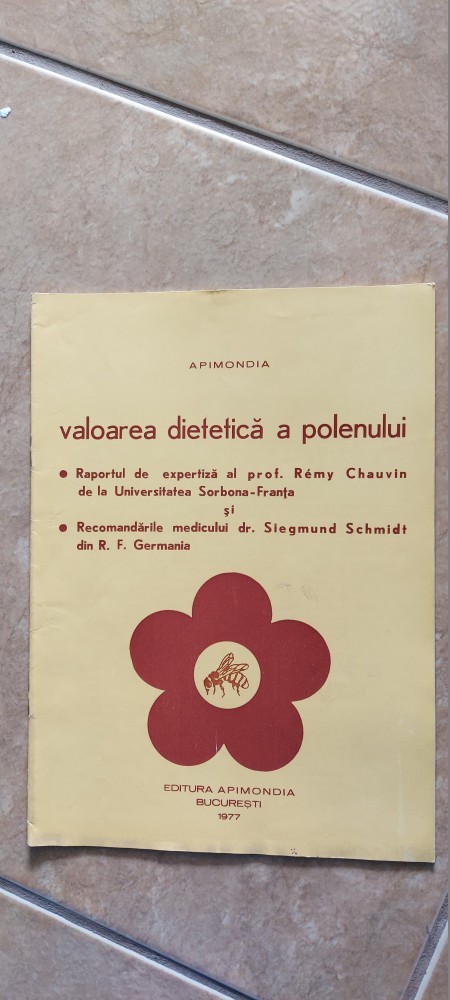 APIMONDIA
valoarea dietetică a polenului
● Raportul de expertiză al prof. Rémy Chauvin
de la Universitatea Sorbona-Franța
și
● Recomandările medicului dr. Siegmund Schmidt
din R. F. Germania
EDITURA APIMONDIA
BUCUREȘTI
1977